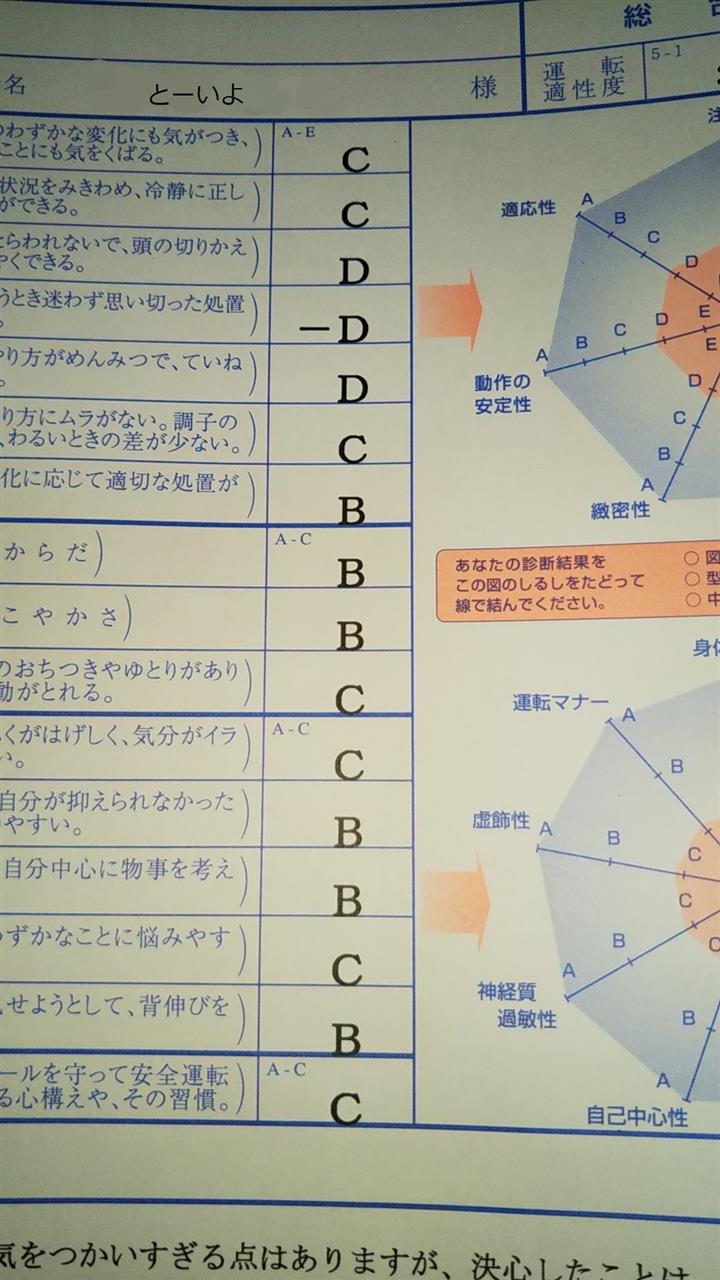 総
名 とーいよ 様
運転
適性度
5-1
わずかな変化にも気がつき、
ことにも気をくばる。)
A-E
C
状況をみきわめ、冷静に正し
ができる。)
C
らわれないで、頭の切りかえ
やくできる。)
D
うとき迷わず思い切った処置
。)
-D
り方がめんみつで、ていね
。)
D
り方にムラがない。調子の
、わるいときの差が少ない。)
C
化に応じて適切な処置が
)
B
からだ)
A-C
B
こやかさ)
B
のおちつきやゆとりがあり
動がとれる。)
C
くがはげしく、気分がイラ
い。)
A-C
C
自分が抑えられなかった
りやすい。)
B
自分中心に物事を考え
)
B
わずかなことに悩みやす
)
C
せようとして、背伸びを
)
B
ールを守って安全運転
る心構えや、その習慣。)
A-C
C
注
適応性
A
B
C
D
動作の
安定性
A
B
C
D
E
緻密性
A
B
C
D
E
あなたの診断結果を
この図のしるしをたどって
線で結んでください。
○図
○型
○中
身体
運転マナー
A
B
C
虚飾性
A
B
C
神経質
過敏性
A
B
C
自己中心性
A
B
気をつかいすぎる点はありますが、決心したことは